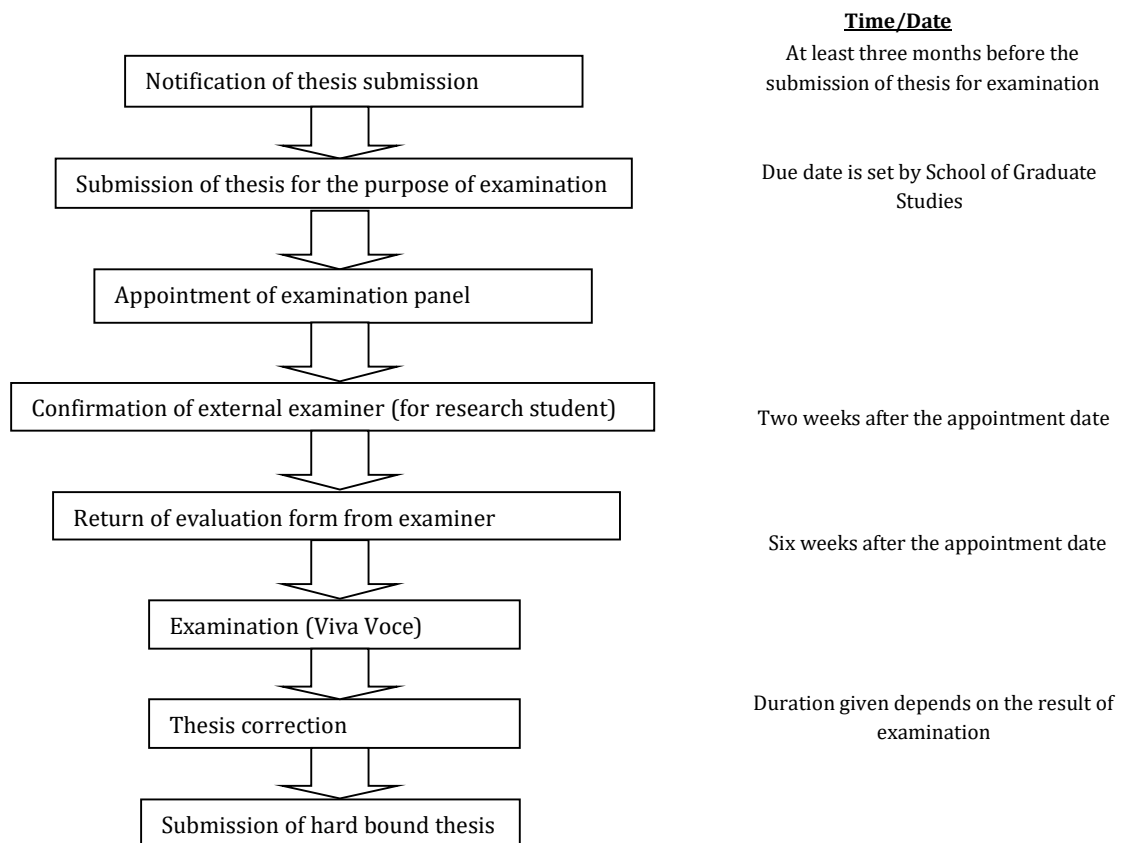 Time/Date
At least three months before the
submission of thesis for examination
Notification of thesis submission
Submission of thesis for the purpose of examination
Due date is set by School of Graduate
Studies
Appointment of examination panel
Confirmation of external examiner (for research student)
Two weeks after the appointment date
Return of evaluation form from examiner
Six weeks after the appointment date
Examination (Viva Voce)
Thesis correction
Duration given depends on the result of
examination
Submission of hard bound thesis